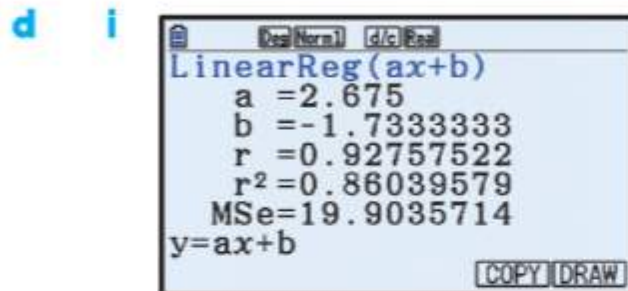 d i
Deg Norm1 d/c Real
LinearReg(ax+b)
a =2.675
b =-1.7333333
r =0.92757522
r²=0.86039579
MSe=19.9035714
y=ax+b
COPY DRAW